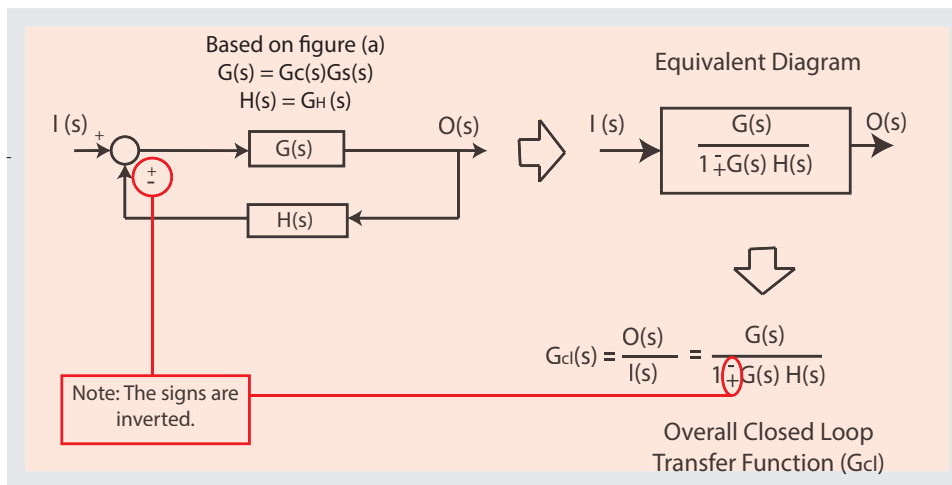 Based on figure (a)
G(s) = Gc(s)Gs(s)
H(s) = GH (s)
I (s)
+
O(s)
G(s)
±
H(s)
Equivalent Diagram
I (s)
O(s)
G(s)
1∓G(s) H(s)
Gcl(s) = O(s) / I(s) = G(s) / 1∓G(s) H(s)
Note: The signs are
inverted.
Overall Closed Loop
Transfer Function (Gcl)